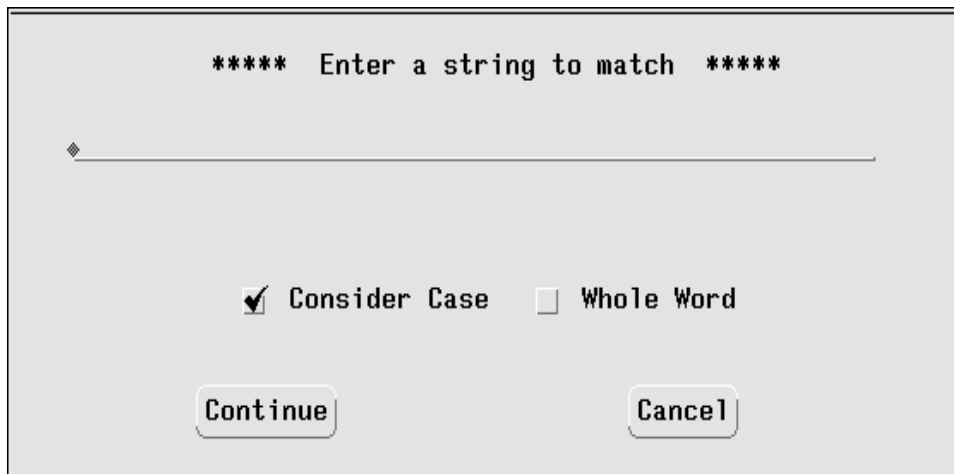 *****  Enter a string to match  *****
Consider Case  Whole Word
Continue  Cancel